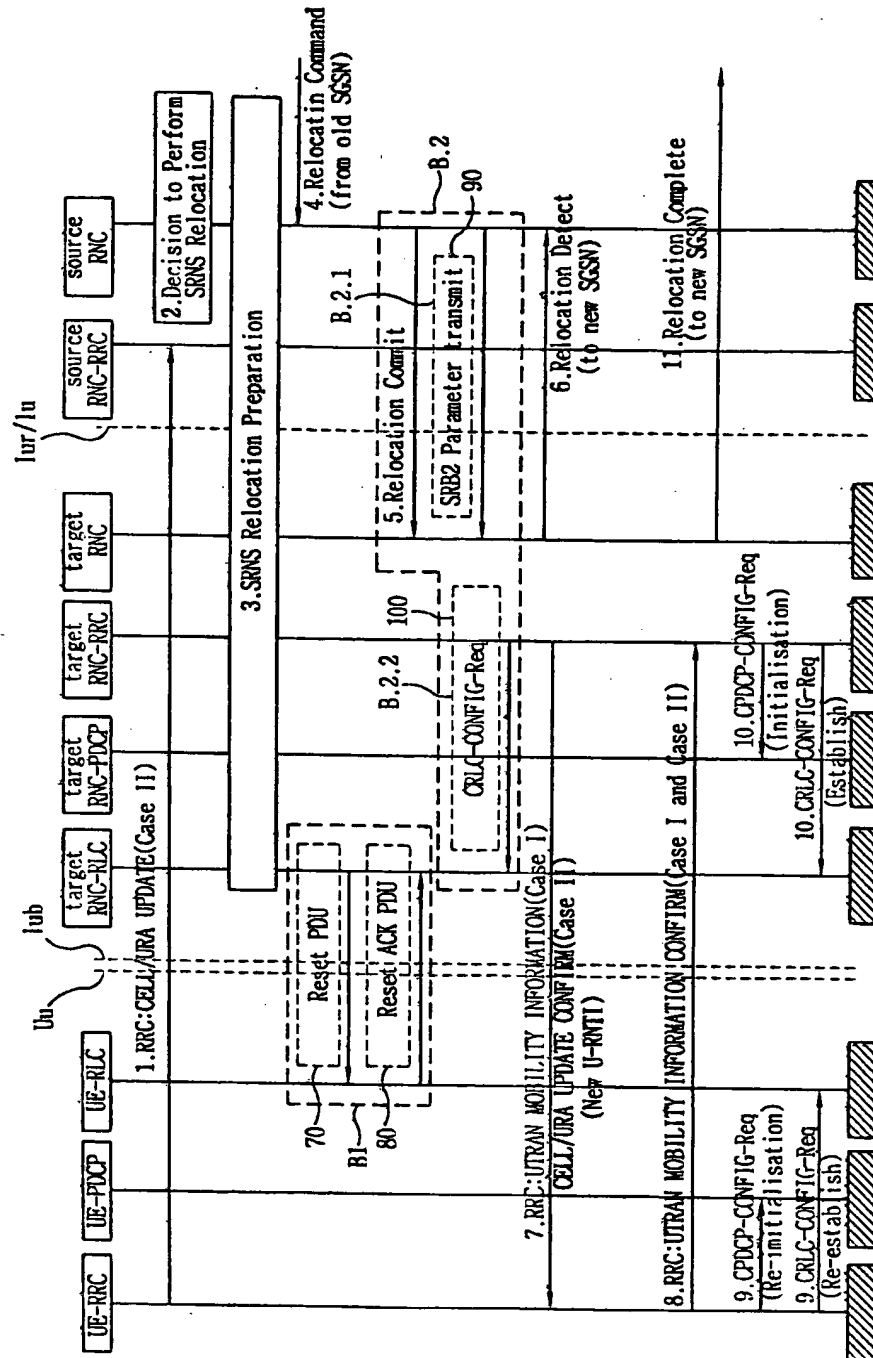 UE-RRC
UE-PDCP
UE-RLC
Uu
Iub
target
RNC-RLC
target
RNC-PDCP
target
RNC-RRC
target
RNC
Iur/Iu
source
RNC-RRC
source
RNC
1.RRC:CELL/URA UPDATE(Case II)
2.Decision to Perform
SRNS Relocation
3.SRNS Relocation Preparation
4.Relocatin Command
(from old SGSN)
70
Reset PDU
B1
80
Reset ACK PDU
5.Relocation Commit
B.2.1
B.2
SRB2 Parameter transmit
90
B.2.2
100
CRLC-CONFIG-Req
6.Relocation Detect
(to new SGSN)
7.RRC:UTRAN MOBILITY INFORMATION(Case I)
CELL/URA UPDATE CONFIRM(Case II)
(New U-RNTI)
8.RRC:UTRAN MOBILITY INFORMATION CONFIRM(Case I and Case II)
11.Relocation Complete
(to new SGSN)
9.CPDCP-CONFIG-Req
(Re-imitialisation)
9.CRLC-CONFIG-Req
(Re-establish)
10.CPDCP-CONFIG-Req
(Initialisation)
10.CRLC-CONFIG-Req
(Establish)